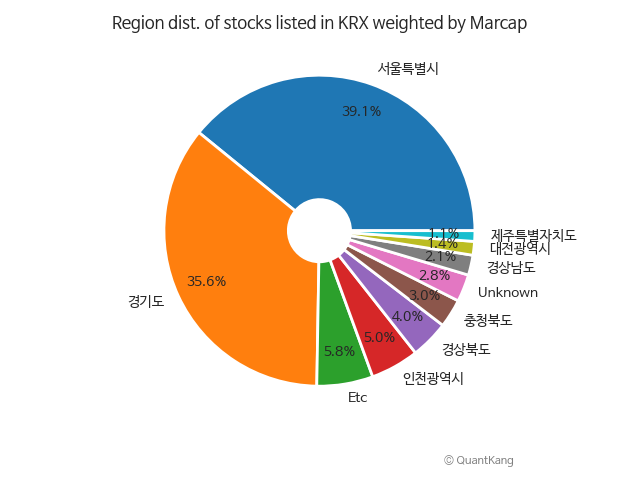 Region dist. of stocks listed in KRX weighted by Marcap
서울특별시
39.1%
경기도
35.6%
Etc
5.8%
인천광역시
5.0%
경상북도
4.0%
충청북도
3.0%
Unknown
2.8%
경상남도
2.1%
대전광역시
1.4%
제주특별자치도
1.1%
© QuantKang